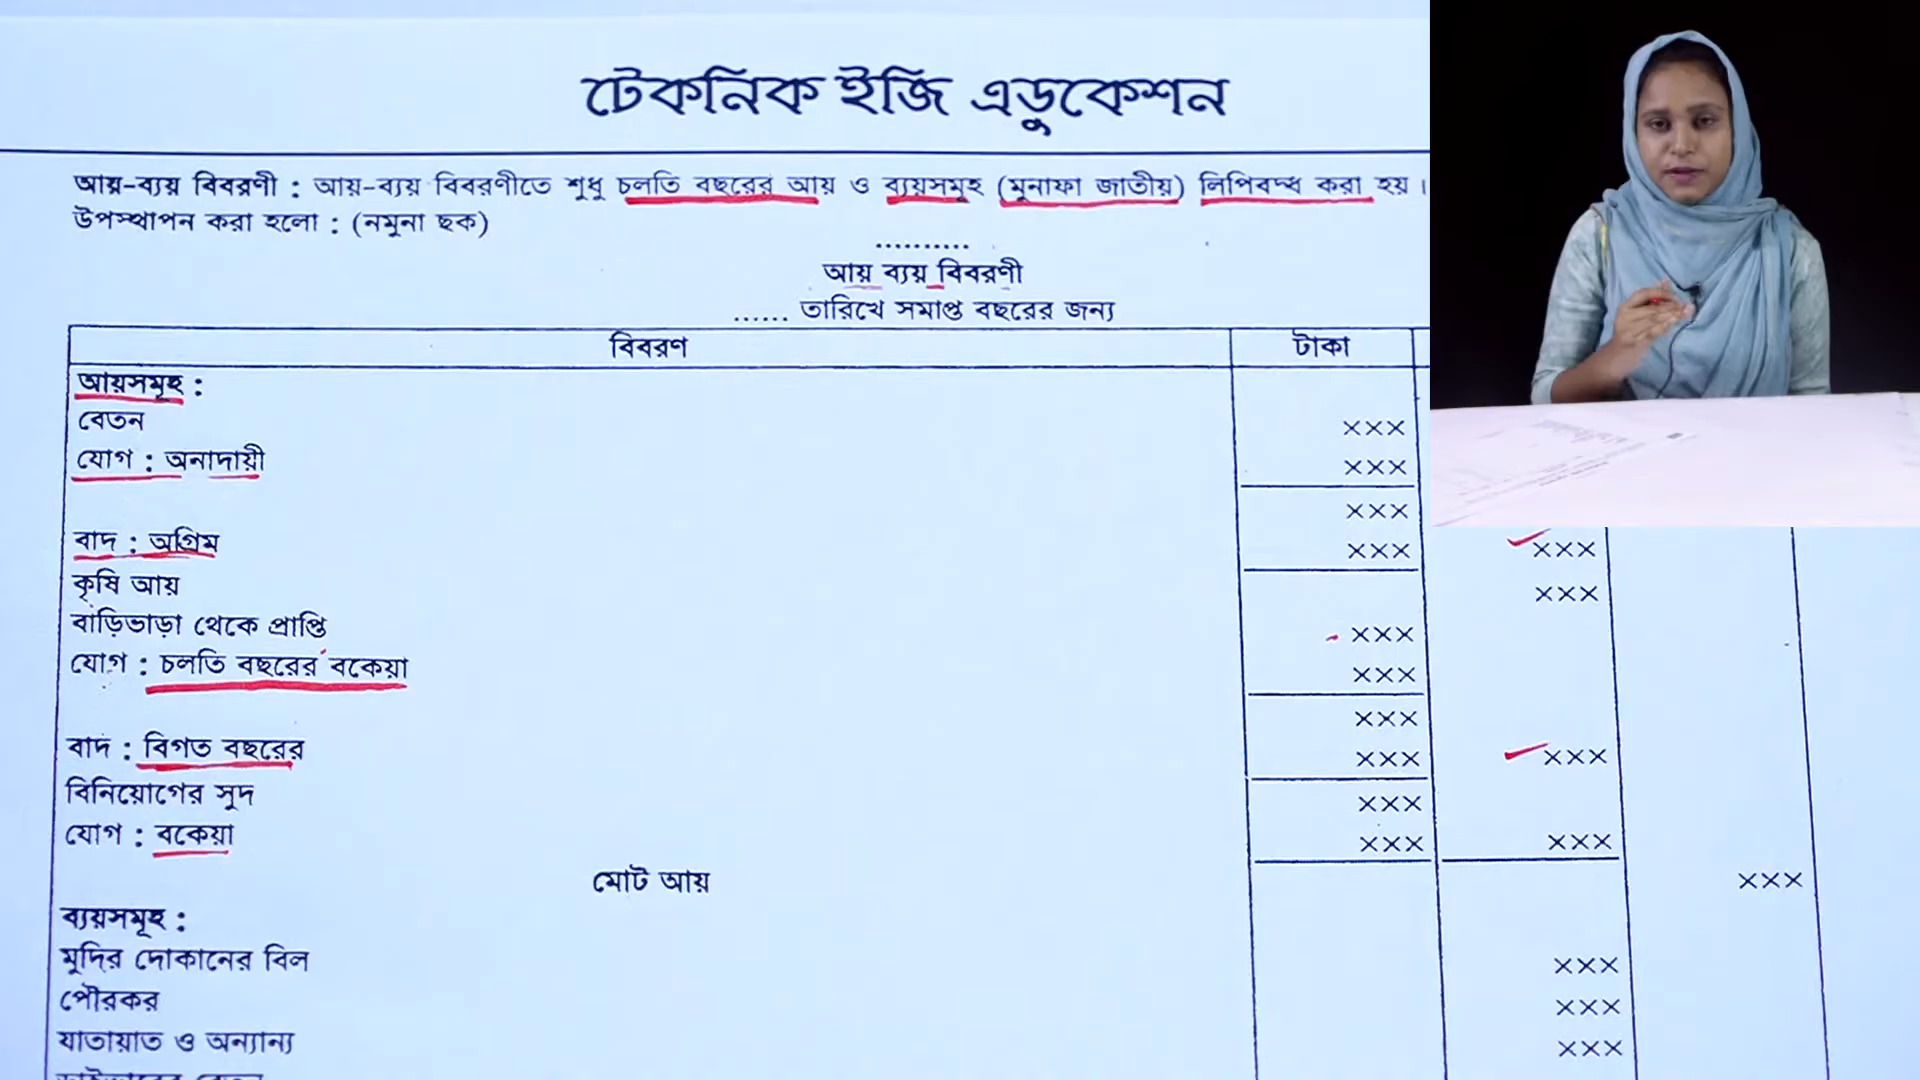 টেকনিক ইজি এডুকেশন
আয়-ব্যয় বিবরণী : আয়-ব্যয় বিবরণীতে শুধু চলতি বছরের আয় ও ব্যয়সমূহ (মুনাফা জাতীয়) লিপিবদ্ধ করা হয়।
উপস্থাপন করা হলো : (নমুনা ছক)
..........
আয় ব্যয় বিবরণী
...... তারিখে সমাপ্ত বছরের জন্য
বিবরণ টাকা
আয়সমূহ :
বেতন ×××
যোগ : অনাদায়ী ×××
×××
বাদ : অগ্রিম ××× ×××
কৃষি আয় ×××
বাড়িভাড়া থেকে প্রাপ্তি ×××
যোগ : চলতি বছরের বকেয়া ×××
×××
বাদ : বিগত বছরের ××× ×××
বিনিয়োগের সুদ ×××
যোগ : বকেয়া ××× ×××
মোট আয় ×××
ব্যয়সমূহ :
মুদির দোকানের বিল ×××
পৌরকর ×××
যাতায়াত ও অন্যান্য ×××